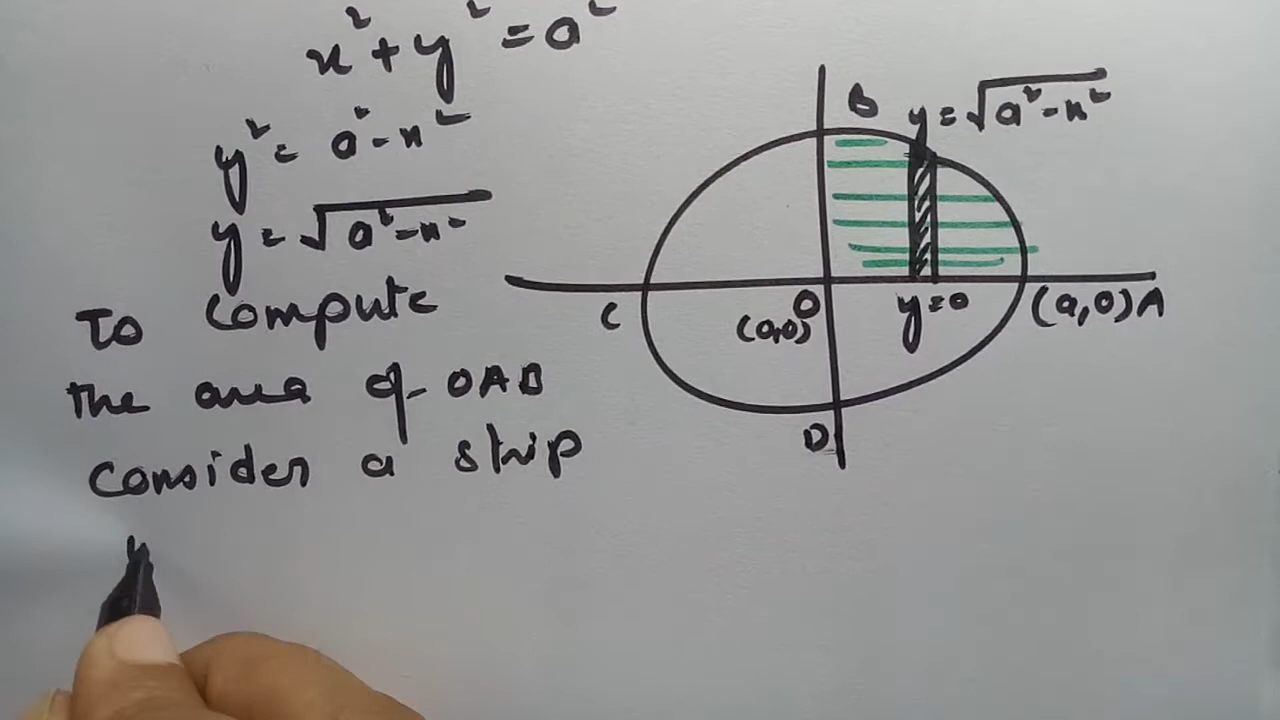 x² + y² = a²
y² = a² - x²
y = √a² - x²
To compute
the area of OAB
consider a strip
B
y = √a² - x²
C
O
(0,0)
y=0
(a,0) A
D